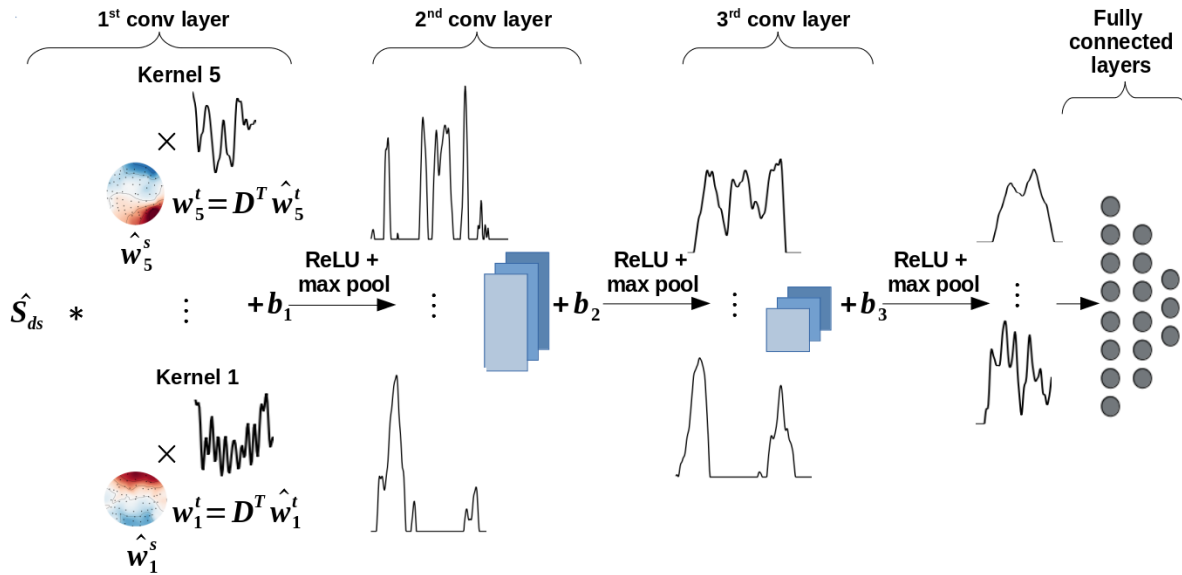 1st conv layer
2nd conv layer
3rd conv layer
Fully
connected
layers
Kernel 5
×
w₅ᵗ = Dᵀ ŵ₅ᵗ
ŵ₅ˢ
Ŝ_ds * ⋮ + b₁
ReLU +
max pool
⋮
+ b₂
ReLU +
max pool
⋮
+ b₃
ReLU +
max pool
⋮
Kernel 1
×
w₁ᵗ = Dᵀ ŵ₁ᵗ
ŵ₁ˢ